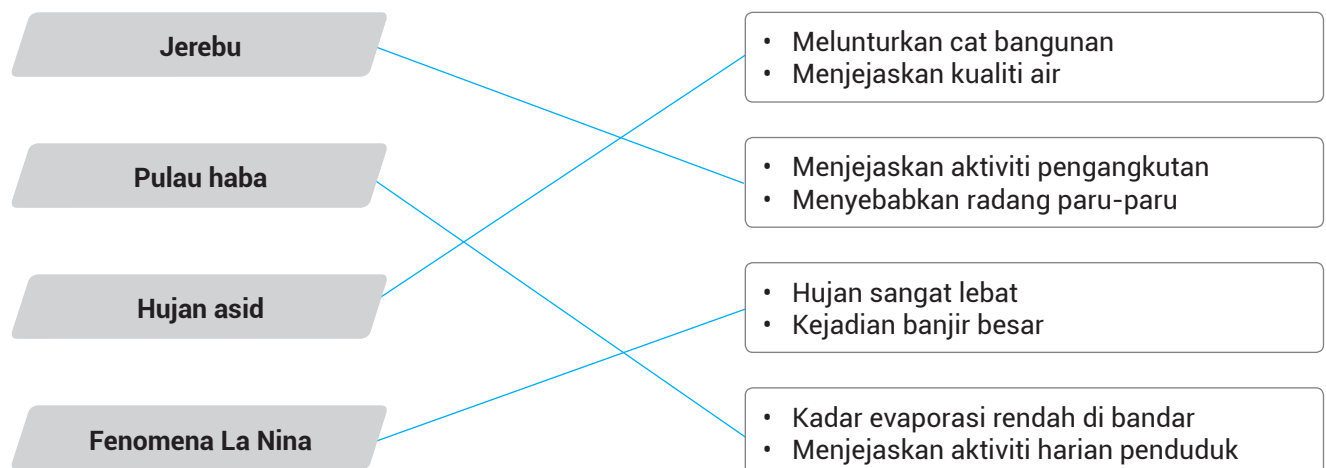 Jerebu
• Melunturkan cat bangunan
• Menjejaskan kualiti air
Pulau haba
• Menjejaskan aktiviti pengangkutan
• Menyebabkan radang paru-paru
Hujan asid
• Hujan sangat lebat
• Kejadian banjir besar
Fenomena La Nina
• Kadar evaporasi rendah di bandar
• Menjejaskan aktiviti harian penduduk